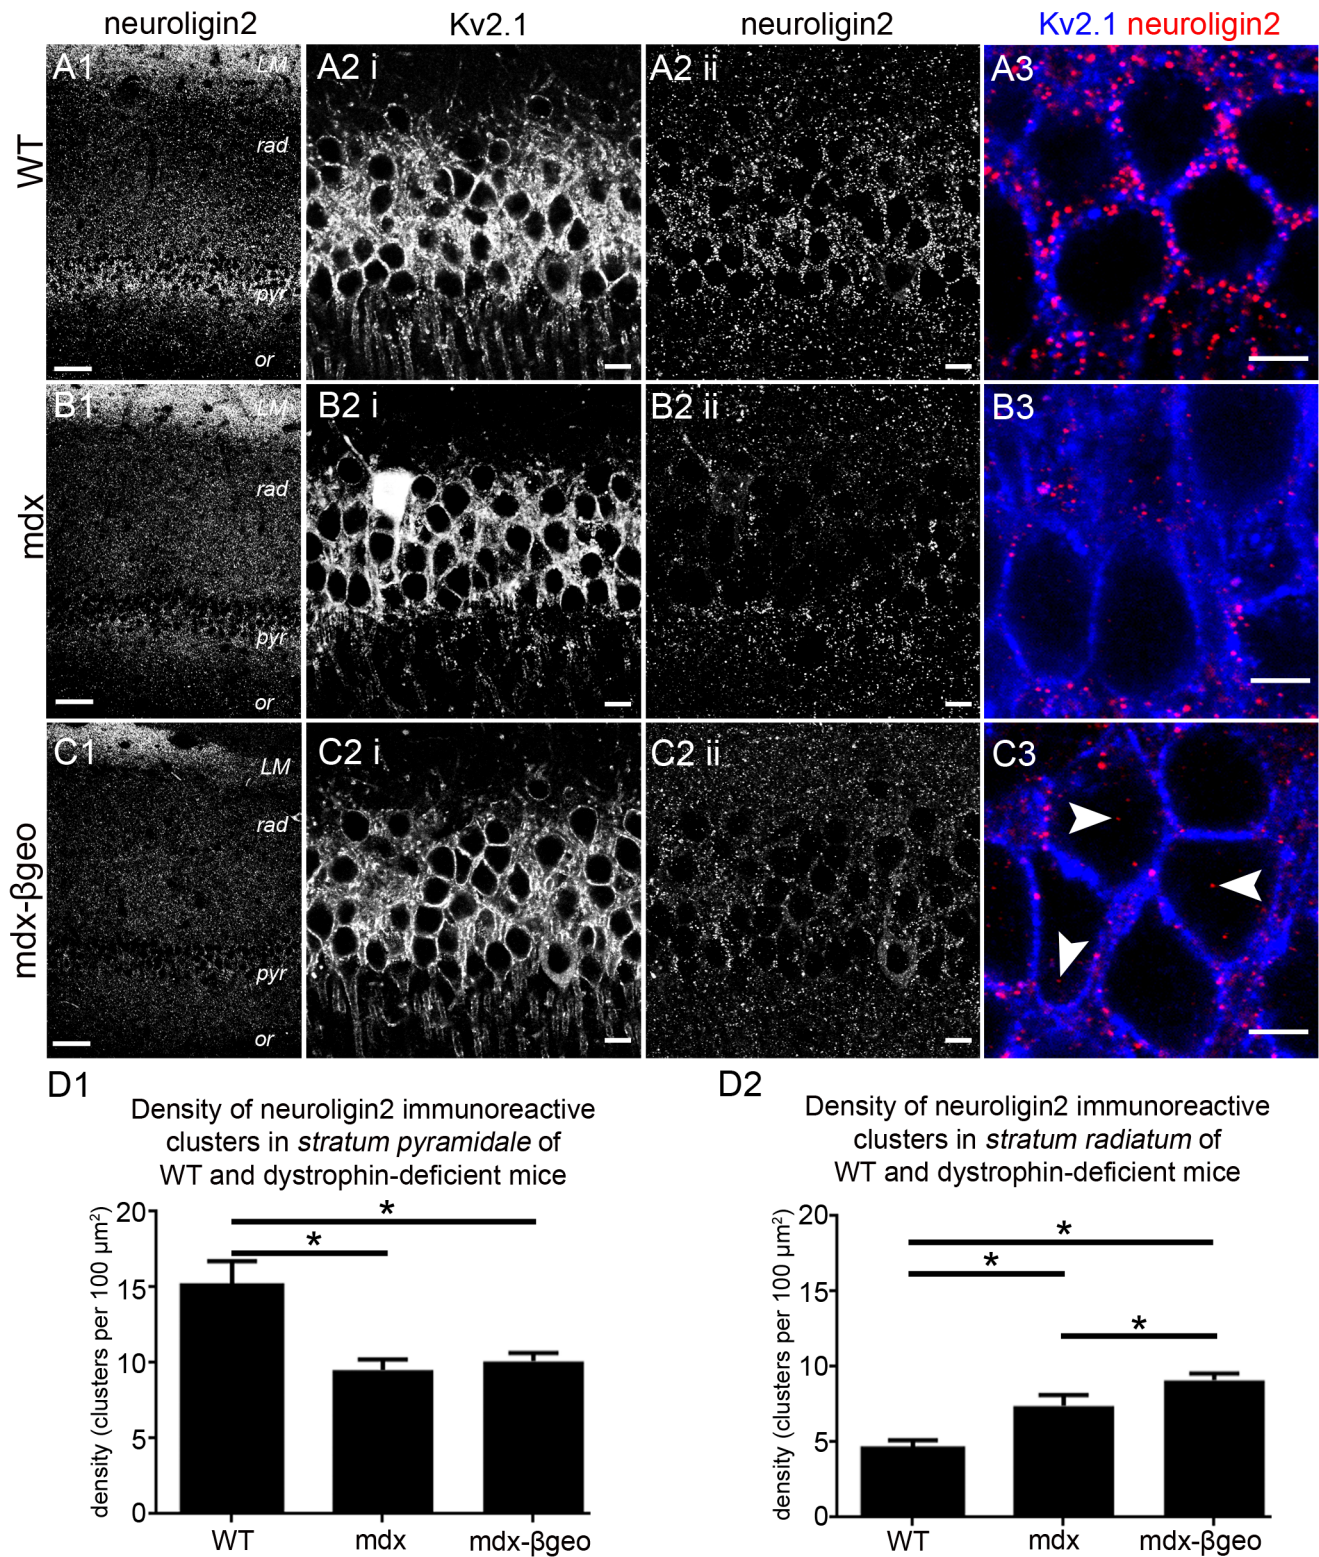 neuroligin2 Kv2.1 neuroligin2 Kv2.1 neuroligin2
WT
A1
LM
rad
pyr
or
A2 i
A2 ii
A3
mdx
B1
LM
rad
pyr
or
B2 i
B2 ii
B3
mdx-βgeo
C1
LM
rad
pyr
or
C2 i
C2 ii
C3
D1
Density of neuroligin2 immunoreactive
clusters in stratum pyramidale of
WT and dystrophin-deficient mice
density (clusters per 100 µm²)
20
15
10
5
0
*
*
WT mdx mdx-βgeo
D2
Density of neuroligin2 immunoreactive
clusters in stratum radiatum of
WT and dystrophin-deficient mice
density (clusters per 100 µm²)
20
15
10
5
0
*
*
*
WT mdx mdx-βgeo